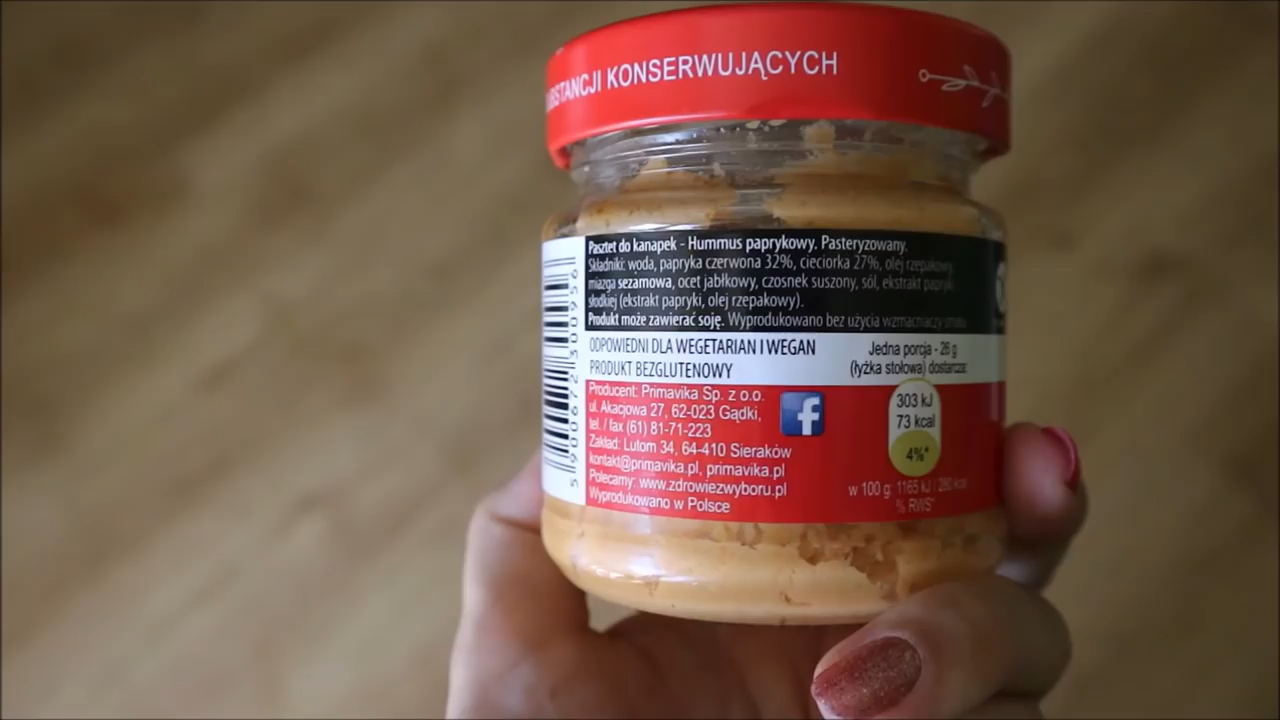 SUBSTANCJI KONSERWUJĄCYCH
Pasztet do kanapek - Hummus paprykowy. Pasteryzowany.
Składniki: woda, papryka czerwona 32%, cieciorka 27%, olej rzepakowy,
miazga sezamowa, ocet jabłkowy, czosnek suszony, sól, ekstrakt papryki
słodkiej (ekstrakt papryki, olej rzepakowy).
Produkt może zawierać soję. Wyprodukowano bez użycia wzmacniaczy smaku
ODPOWIEDNI DLA WEGETARIAN I WEGAN
PRODUKT BEZGLUTENOWY
Jedna porcja - 26 g
(łyżka stołowa) dostarcza:
303 kJ
73 kcal
4%*
w 100 g: 1165 kJ / 280 kcal
% RWS*
Producent: Primavika Sp. z o.o.
ul. Akacjowa 27, 62-023 Gądki,
tel. / fax (61) 81-71-223
Zakład: Lutom 34, 64-410 Sieraków
kontakt@primavika.pl, primavika.pl
Polecamy: www.zdrowiezwyboru.pl
Wyprodukowano w Polsce
f
5 900672 300956